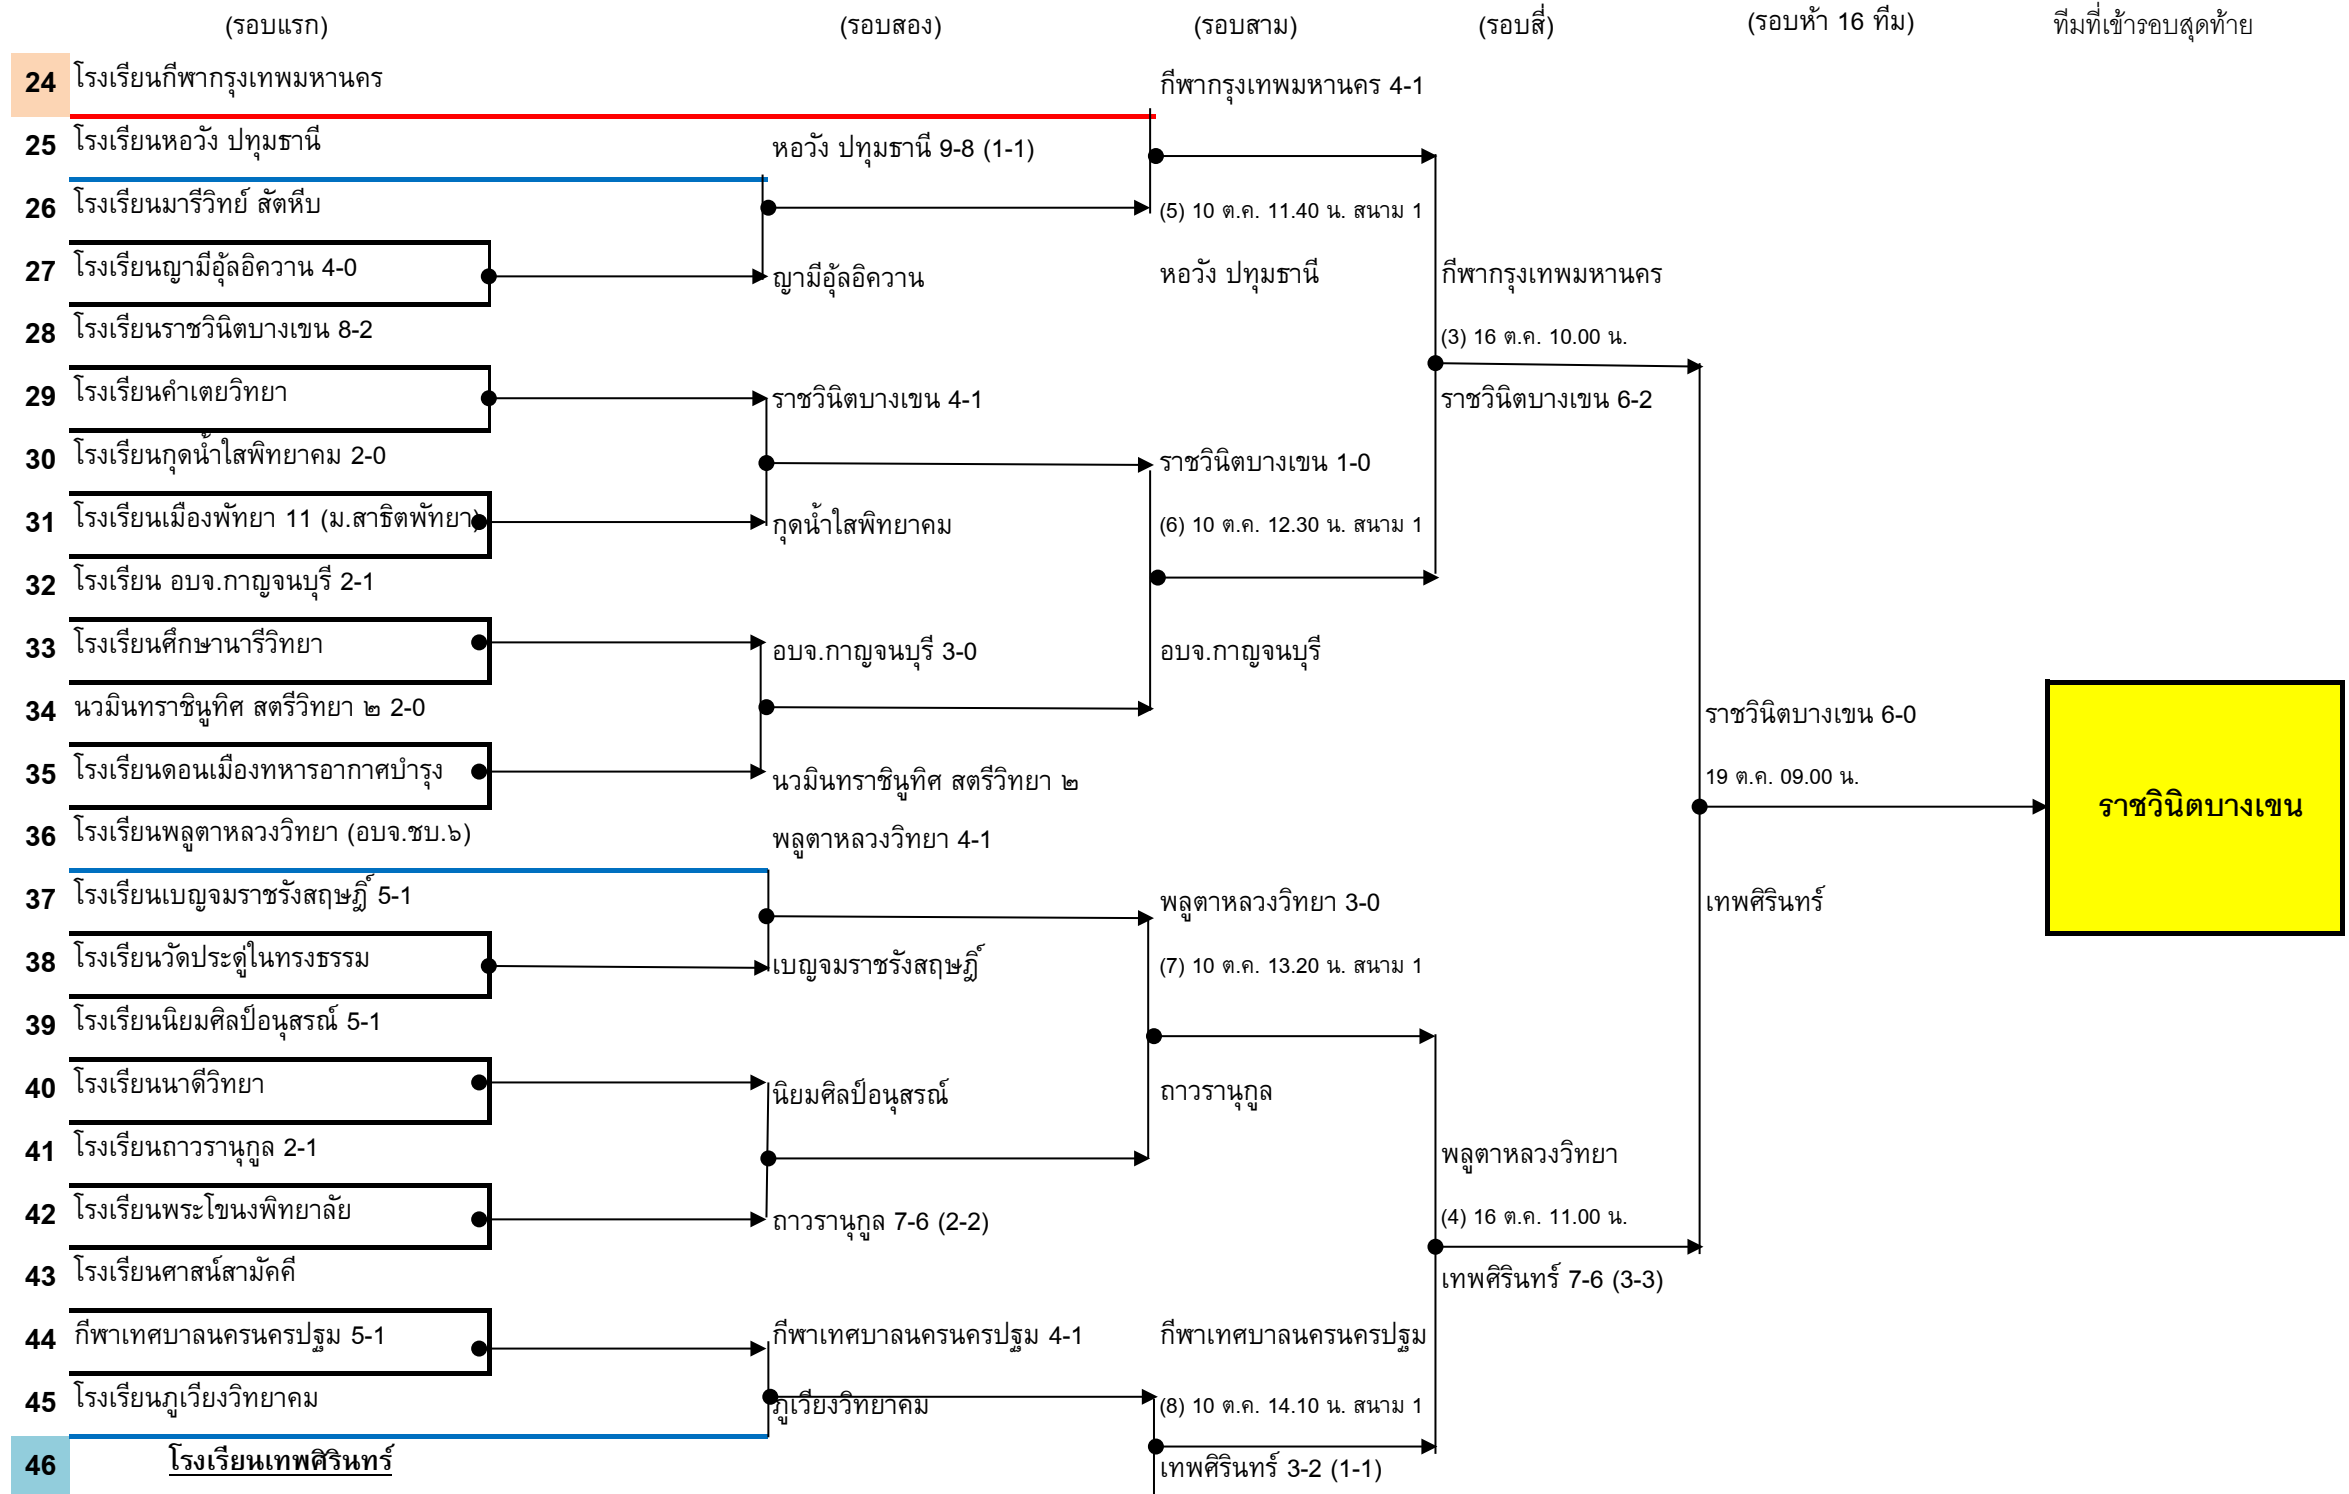 (รอบแรก) (รอบสอง) (รอบสาม) (รอบสี่) (รอบห้า 16 ทีม) ทีมที่เข้ารอบสุดท้าย
24 โรงเรียนกีฬากรุงเทพมหานคร กีฬากรุงเทพมหานคร 4-1
25 โรงเรียนหอวัง ปทุมธานี หอวัง ปทุมธานี 9-8 (1-1)
26 โรงเรียนมารีวิทย์ สัตหีบ (5) 10 ต.ค. 11.40 น. สนาม 1
27 โรงเรียนญามีอุ้ลอิควาน 4-0 ญามีอุ้ลอิควาน หอวัง ปทุมธานี กีฬากรุงเทพมหานคร
28 โรงเรียนราชวินิตบางเขน 8-2 (3) 16 ต.ค. 10.00 น.
29 โรงเรียนคำเตยวิทยา ราชวินิตบางเขน 4-1 ราชวินิตบางเขน 6-2
30 โรงเรียนกุดน้ำใสพิทยาคม 2-0 ราชวินิตบางเขน 1-0
31 โรงเรียนเมืองพัทยา 11 (ม.สาธิตพัทยา) กุดน้ำใสพิทยาคม (6) 10 ต.ค. 12.30 น. สนาม 1
32 โรงเรียน อบจ.กาญจนบุรี 2-1
33 โรงเรียนศึกษานารีวิทยา อบจ.กาญจนบุรี 3-0 อบจ.กาญจนบุรี
34 นวมินทราชินูทิศ สตรีวิทยา ๒ 2-0 ราชวินิตบางเขน 6-0
35 โรงเรียนดอนเมืองทหารอากาศบำรุง นวมินทราชินูทิศ สตรีวิทยา ๒ 19 ต.ค. 09.00 น. ราชวินิตบางเขน
36 โรงเรียนพลูตาหลวงวิทยา (อบจ.ชบ.๖) พลูตาหลวงวิทยา 4-1
37 โรงเรียนเบญจมราชรังสฤษฎิ์ 5-1 พลูตาหลวงวิทยา 3-0 เทพศิรินทร์
38 โรงเรียนวัดประดู่ในทรงธรรม เบญจมราชรังสฤษฎิ์ (7) 10 ต.ค. 13.20 น. สนาม 1
39 โรงเรียนนิยมศิลป์อนุสรณ์ 5-1
40 โรงเรียนนาดีวิทยา นิยมศิลป์อนุสรณ์ ถาวรานุกูล
41 โรงเรียนถาวรานุกูล 2-1 พลูตาหลวงวิทยา
42 โรงเรียนพระโขนงพิทยาลัย ถาวรานุกูล 7-6 (2-2) (4) 16 ต.ค. 11.00 น.
43 โรงเรียนศาสน์สามัคคี เทพศิรินทร์ 7-6 (3-3)
44 กีฬาเทศบาลนครนครปฐม 5-1 กีฬาเทศบาลนครนครปฐม 4-1 กีฬาเทศบาลนครนครปฐม
45 โรงเรียนภูเวียงวิทยาคม ภูเวียงวิทยาคม (8) 10 ต.ค. 14.10 น. สนาม 1
46 โรงเรียนเทพศิรินทร์ เทพศิรินทร์ 3-2 (1-1)